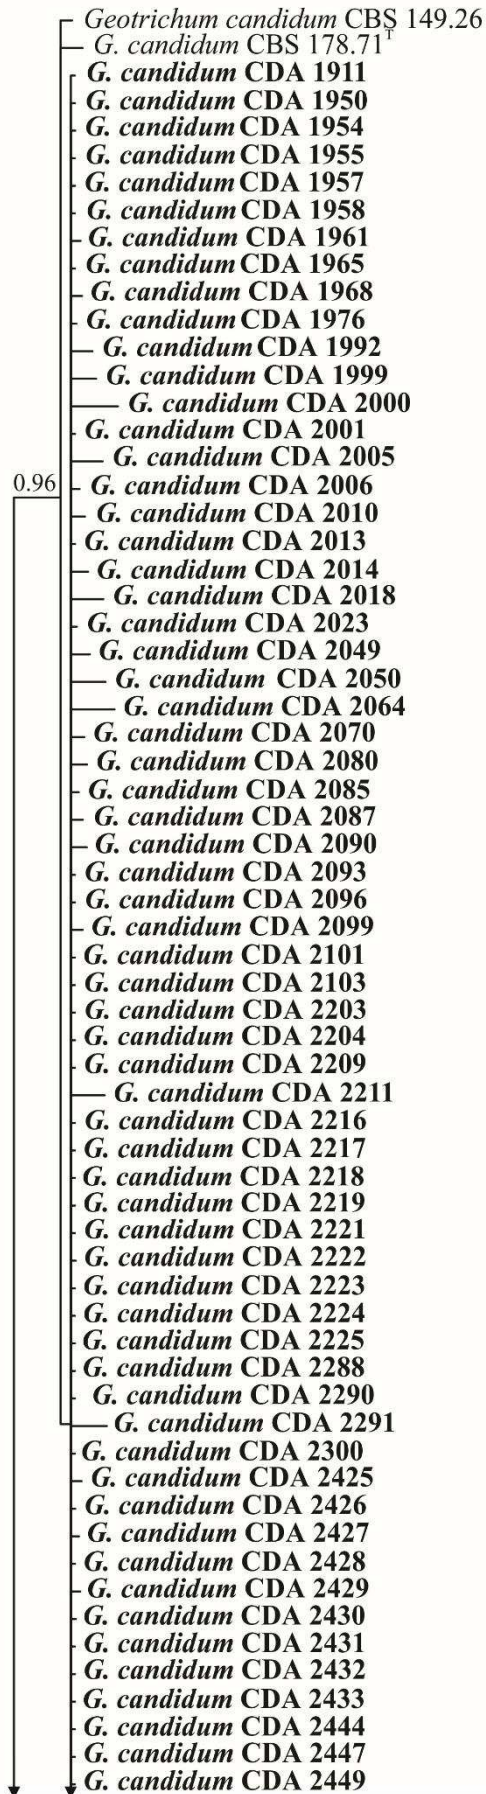 Geotrichum candidum CBS 149.26
G. candidum CBS 178.71ᵀ
G. candidum CDA 1911
G. candidum CDA 1950
G. candidum CDA 1954
G. candidum CDA 1955
G. candidum CDA 1957
G. candidum CDA 1958
G. candidum CDA 1961
G. candidum CDA 1965
G. candidum CDA 1968
G. candidum CDA 1976
G. candidum CDA 1992
G. candidum CDA 1999
G. candidum CDA 2000
G. candidum CDA 2001
G. candidum CDA 2005
0.96
G. candidum CDA 2006
G. candidum CDA 2010
G. candidum CDA 2013
G. candidum CDA 2014
G. candidum CDA 2018
G. candidum CDA 2023
G. candidum CDA 2049
G. candidum CDA 2050
G. candidum CDA 2064
G. candidum CDA 2070
G. candidum CDA 2080
G. candidum CDA 2085
G. candidum CDA 2087
G. candidum CDA 2090
G. candidum CDA 2093
G. candidum CDA 2096
G. candidum CDA 2099
G. candidum CDA 2101
G. candidum CDA 2103
G. candidum CDA 2203
G. candidum CDA 2204
G. candidum CDA 2209
G. candidum CDA 2211
G. candidum CDA 2216
G. candidum CDA 2217
G. candidum CDA 2218
G. candidum CDA 2219
G. candidum CDA 2221
G. candidum CDA 2222
G. candidum CDA 2223
G. candidum CDA 2224
G. candidum CDA 2225
G. candidum CDA 2288
G. candidum CDA 2290
G. candidum CDA 2291
G. candidum CDA 2300
G. candidum CDA 2425
G. candidum CDA 2426
G. candidum CDA 2427
G. candidum CDA 2428
G. candidum CDA 2429
G. candidum CDA 2430
G. candidum CDA 2431
G. candidum CDA 2432
G. candidum CDA 2433
G. candidum CDA 2444
G. candidum CDA 2447
G. candidum CDA 2449